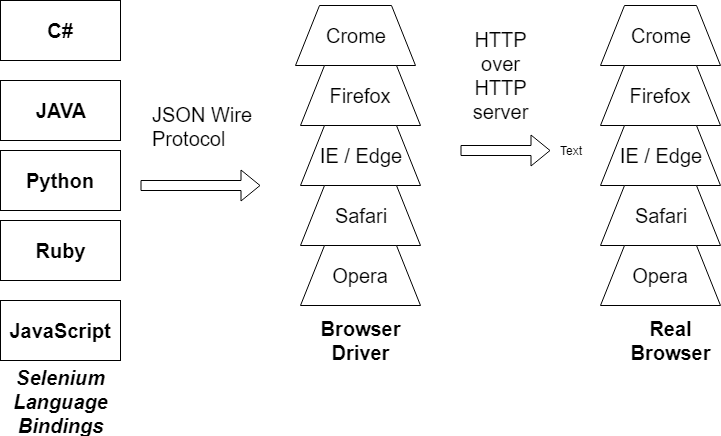 C#
JAVA
Python
Ruby
JavaScript
Selenium
Language
Bindings
JSON Wire
Protocol
Crome
Firefox
IE / Edge
Safari
Opera
Browser
Driver
HTTP
over
HTTP
server
Text
Crome
Firefox
IE / Edge
Safari
Opera
Real
Browser